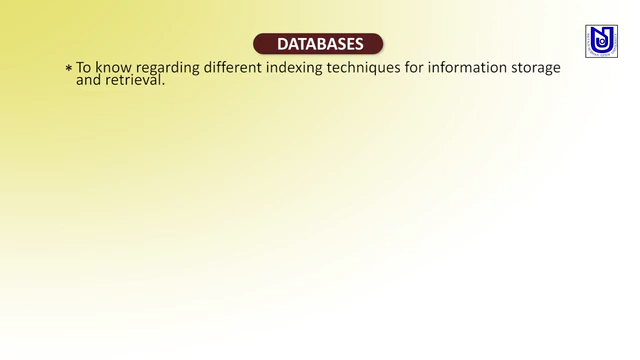 DATABASES
* To know regarding different indexing techniques for information storage
and retrieval.